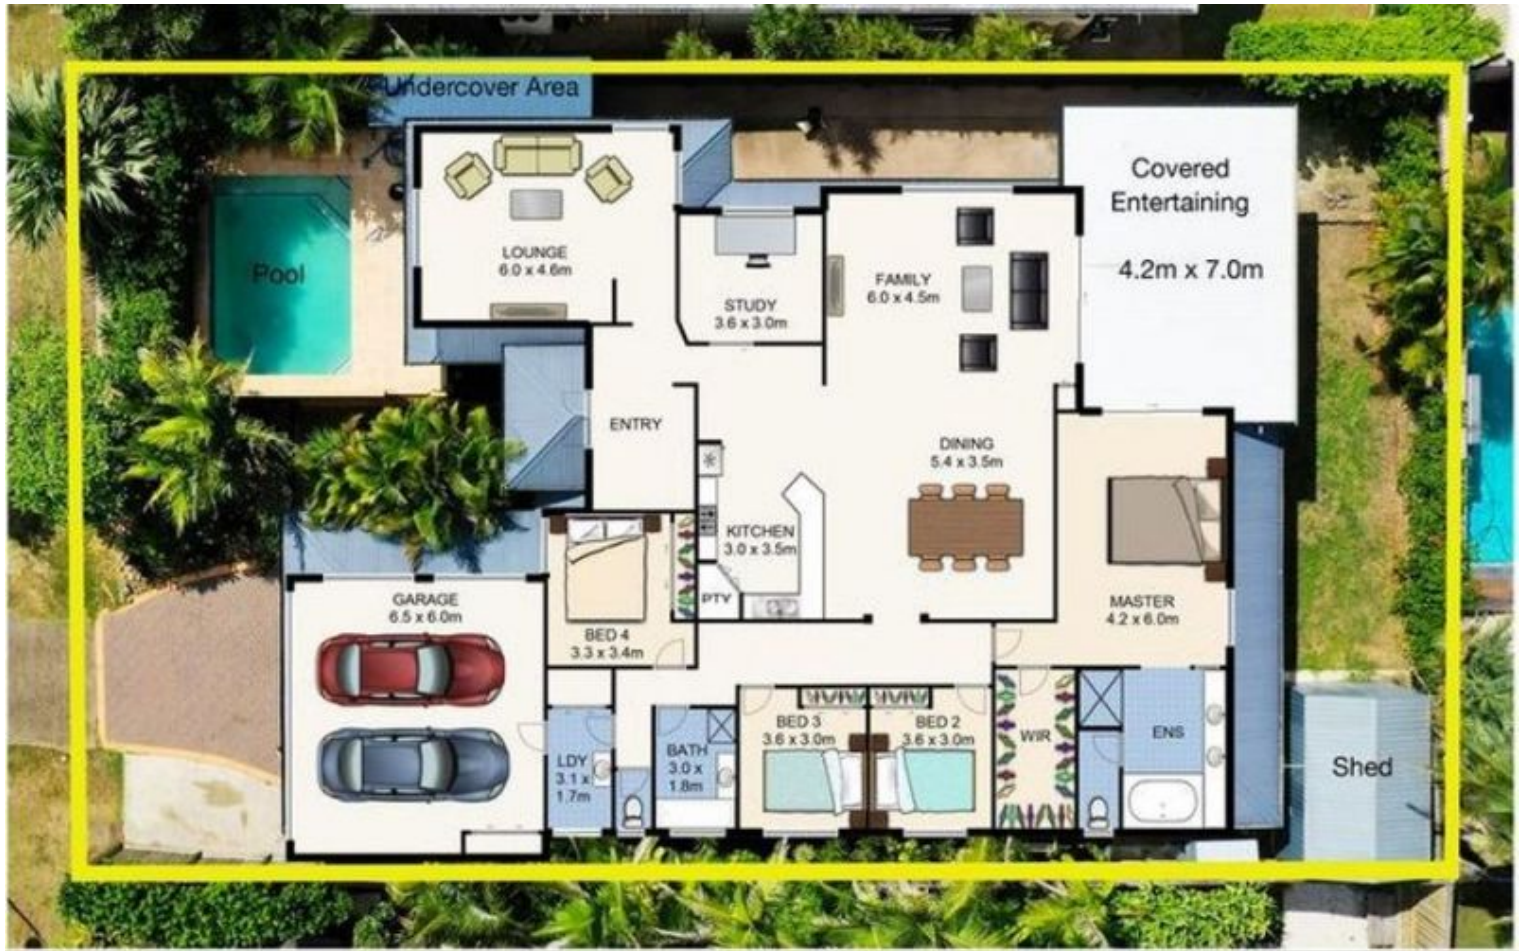 Undercover Area
Covered
Entertaining
4.2m x 7.0m
Pool
LOUNGE
6.0 x 4.6m
STUDY
3.6 x 3.0m
FAMILY
6.0 x 4.5m
ENTRY
DINING
5.4 x 3.5m
KITCHEN
3.0 x 3.5m
PTY
GARAGE
6.5 x 6.0m
BED 4
3.3 x 3.4m
MASTER
4.2 x 6.0m
LDY
3.1 x
1.7m
BATH
3.0 x
1.8m
BED 3
3.6 x 3.0m
BED 2
3.6 x 3.0m
WIR
ENS
Shed